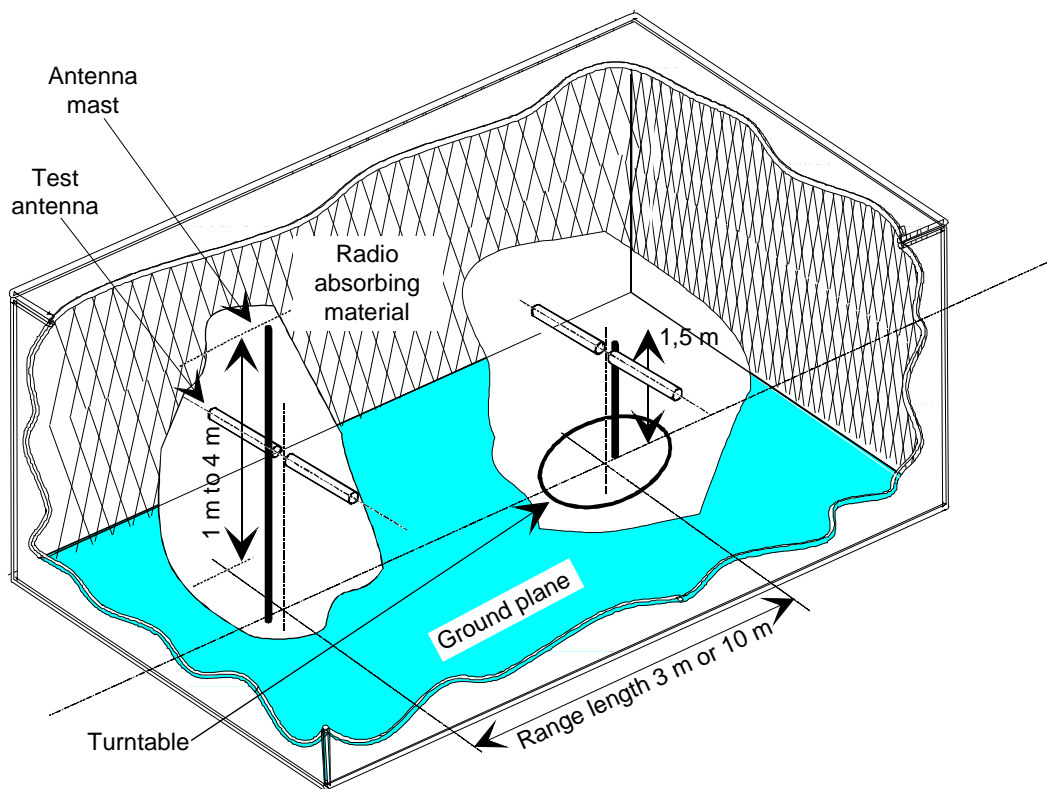 Antenna
mast
Test
antenna
Radio
absorbing
material
1,5 m
1 m to 4 m
Ground plane
Range length 3 m or 10 m
Turntable